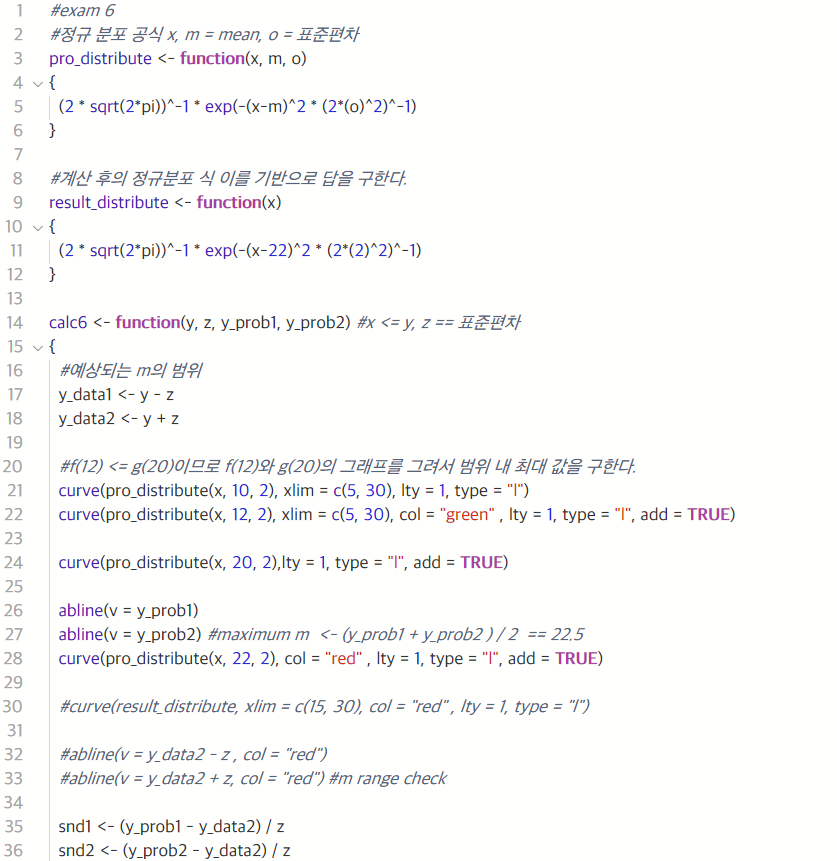 1 #exam 6
2 #정규 분포 공식 x, m = mean, o = 표준편차
3 pro_distribute <- function(x, m, o)
4 {
5 (2 * sqrt(2*pi))^-1 * exp(-(x-m)^2 * (2*(o)^2)^-1)
6 }
7
8 #계산 후의 정규분포 식 이를 기반으로 답을 구한다.
9 result_distribute <- function(x)
10 {
11 (2 * sqrt(2*pi))^-1 * exp(-(x-22)^2 * (2*(2)^2)^-1)
12 }
13
14 calc6 <- function(y, z, y_prob1, y_prob2) #x <= y, z == 표준편차
15 {
16 #예상되는 m의 범위
17 y_data1 <- y - z
18 y_data2 <- y + z
19
20 #f(12) <= g(20)이므로 f(12)와 g(20)의 그래프를 그려서 범위 내 최대 값을 구한다.
21 curve(pro_distribute(x, 10, 2), xlim = c(5, 30), lty = 1, type = "l")
22 curve(pro_distribute(x, 12, 2), xlim = c(5, 30), col = "green" , lty = 1, type = "l", add = TRUE)
23
24 curve(pro_distribute(x, 20, 2),lty = 1, type = "l", add = TRUE)
25
26 abline(v = y_prob1)
27 abline(v = y_prob2) #maximum m  <- (y_prob1 + y_prob2 ) / 2  == 22.5
28 curve(pro_distribute(x, 22, 2), col = "red" , lty = 1, type = "l", add = TRUE)
29
30 #curve(result_distribute, xlim = c(15, 30), col = "red" , lty = 1, type = "l")
31
32 #abline(v = y_data2 - z , col = "red")
33 #abline(v = y_data2 + z, col = "red") #m range check
34
35 snd1 <- (y_prob1 - y_data2) / z
36 snd2 <- (y_prob2 - y_data2) / z